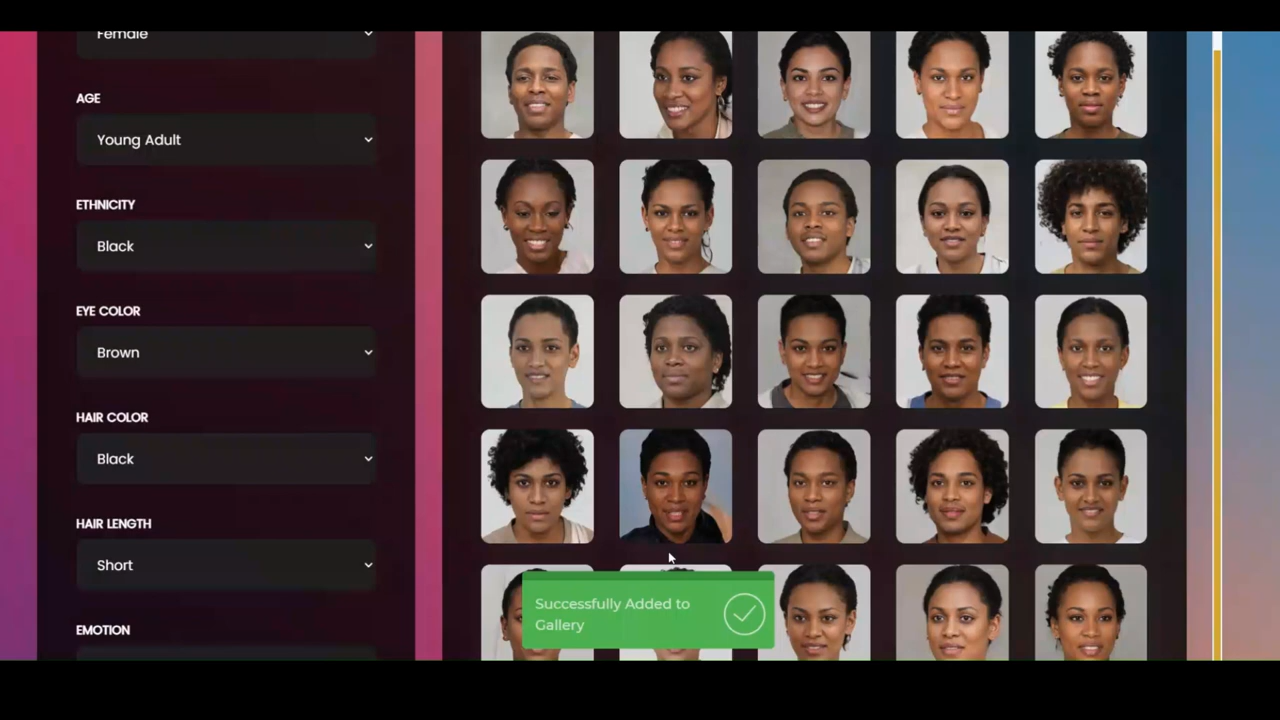 Female
AGE
Young Adult
ETHNICITY
Black
EYE COLOR
Brown
HAIR COLOR
Black
HAIR LENGTH
Short
EMOTION
Successfully Added to
Gallery